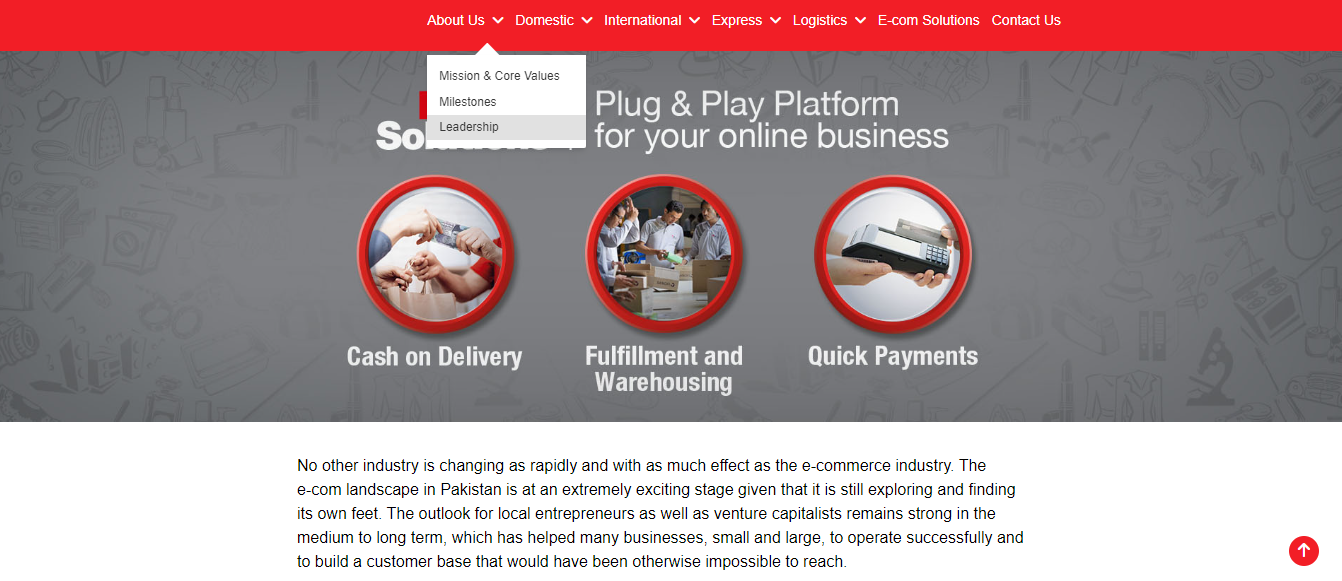 About Us Domestic International Express Logistics E-com Solutions Contact Us
Mission & Core Values
Milestones
Leadership
Plug & Play Platform
for your online business
Cash on Delivery
Fulfillment and
Warehousing
Quick Payments
No other industry is changing as rapidly and with as much effect as the e-commerce industry. The
e-com landscape in Pakistan is at an extremely exciting stage given that it is still exploring and finding
its own feet. The outlook for local entrepreneurs as well as venture capitalists remains strong in the
medium to long term, which has helped many businesses, small and large, to operate successfully and
to build a customer base that would have been otherwise impossible to reach.